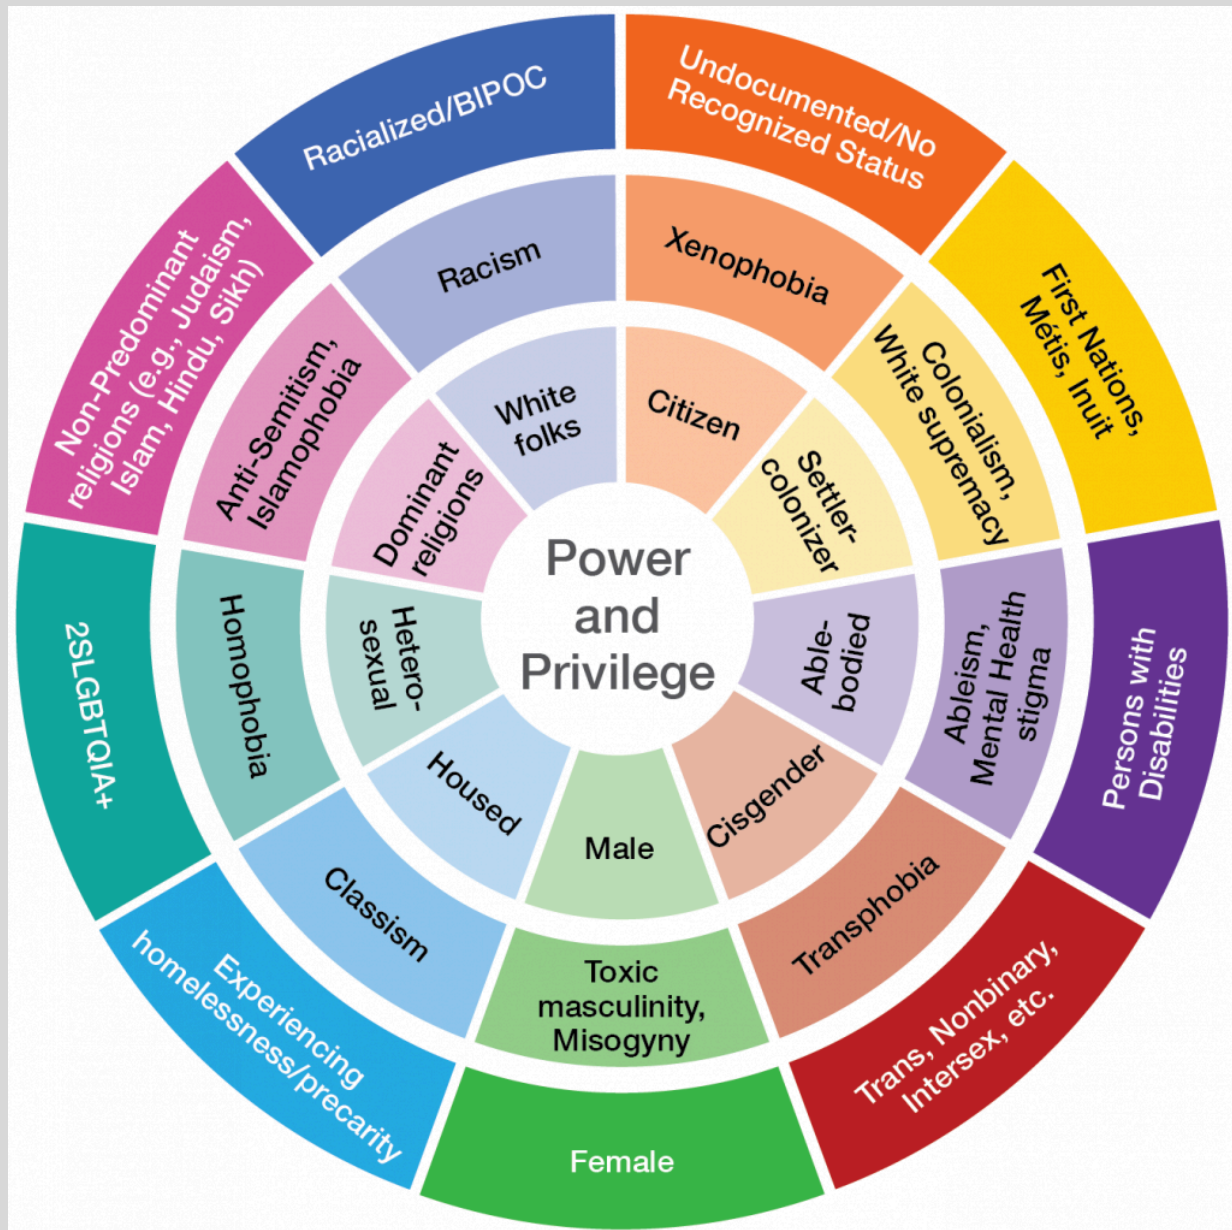 Power
and
Privilege
Undocumented/No
Recognized Status
Xenophobia
Citizen
First Nations,
Métis, Inuit
Colonialism,
White supremacy
Settler-
colonizer
Persons with
Disabilities
Ableism,
Mental Health
stigma
Able-
bodied
Trans, Nonbinary,
Intersex, etc.
Transphobia
Cisgender
Female
Toxic
masculinity,
Misogyny
Male
Experiencing
homelessness/precarity
Classism
Housed
2SLGBTQIA+
Homophobia
Hetero-
sexual
Non-Predominant
religions (e.g., Judaism,
Islam, Hindu, Sikh)
Anti-Semitism,
Islamophobia
Dominant
religions
Racialized/BIPOC
Racism
White
folks